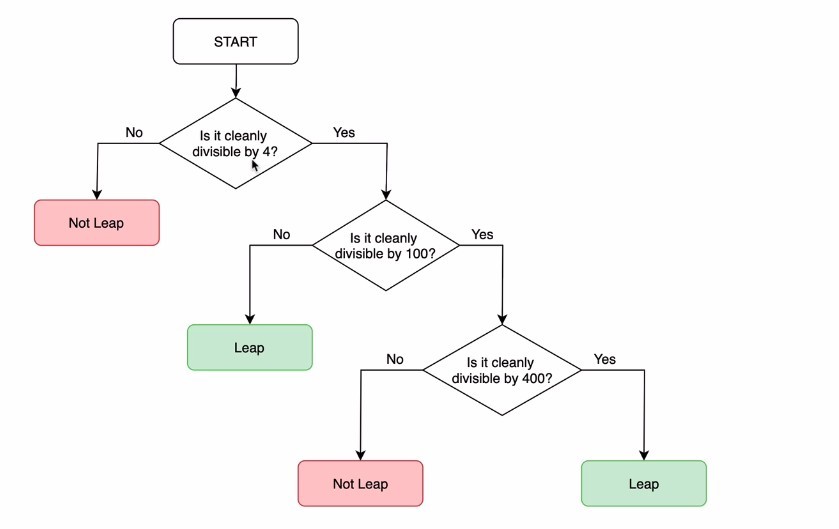 START
No
Yes
Is it cleanly
divisible by 4?
Not Leap
No
Yes
Is it cleanly
divisible by 100?
Leap
No
Yes
Is it cleanly
divisible by 400?
Not Leap
Leap